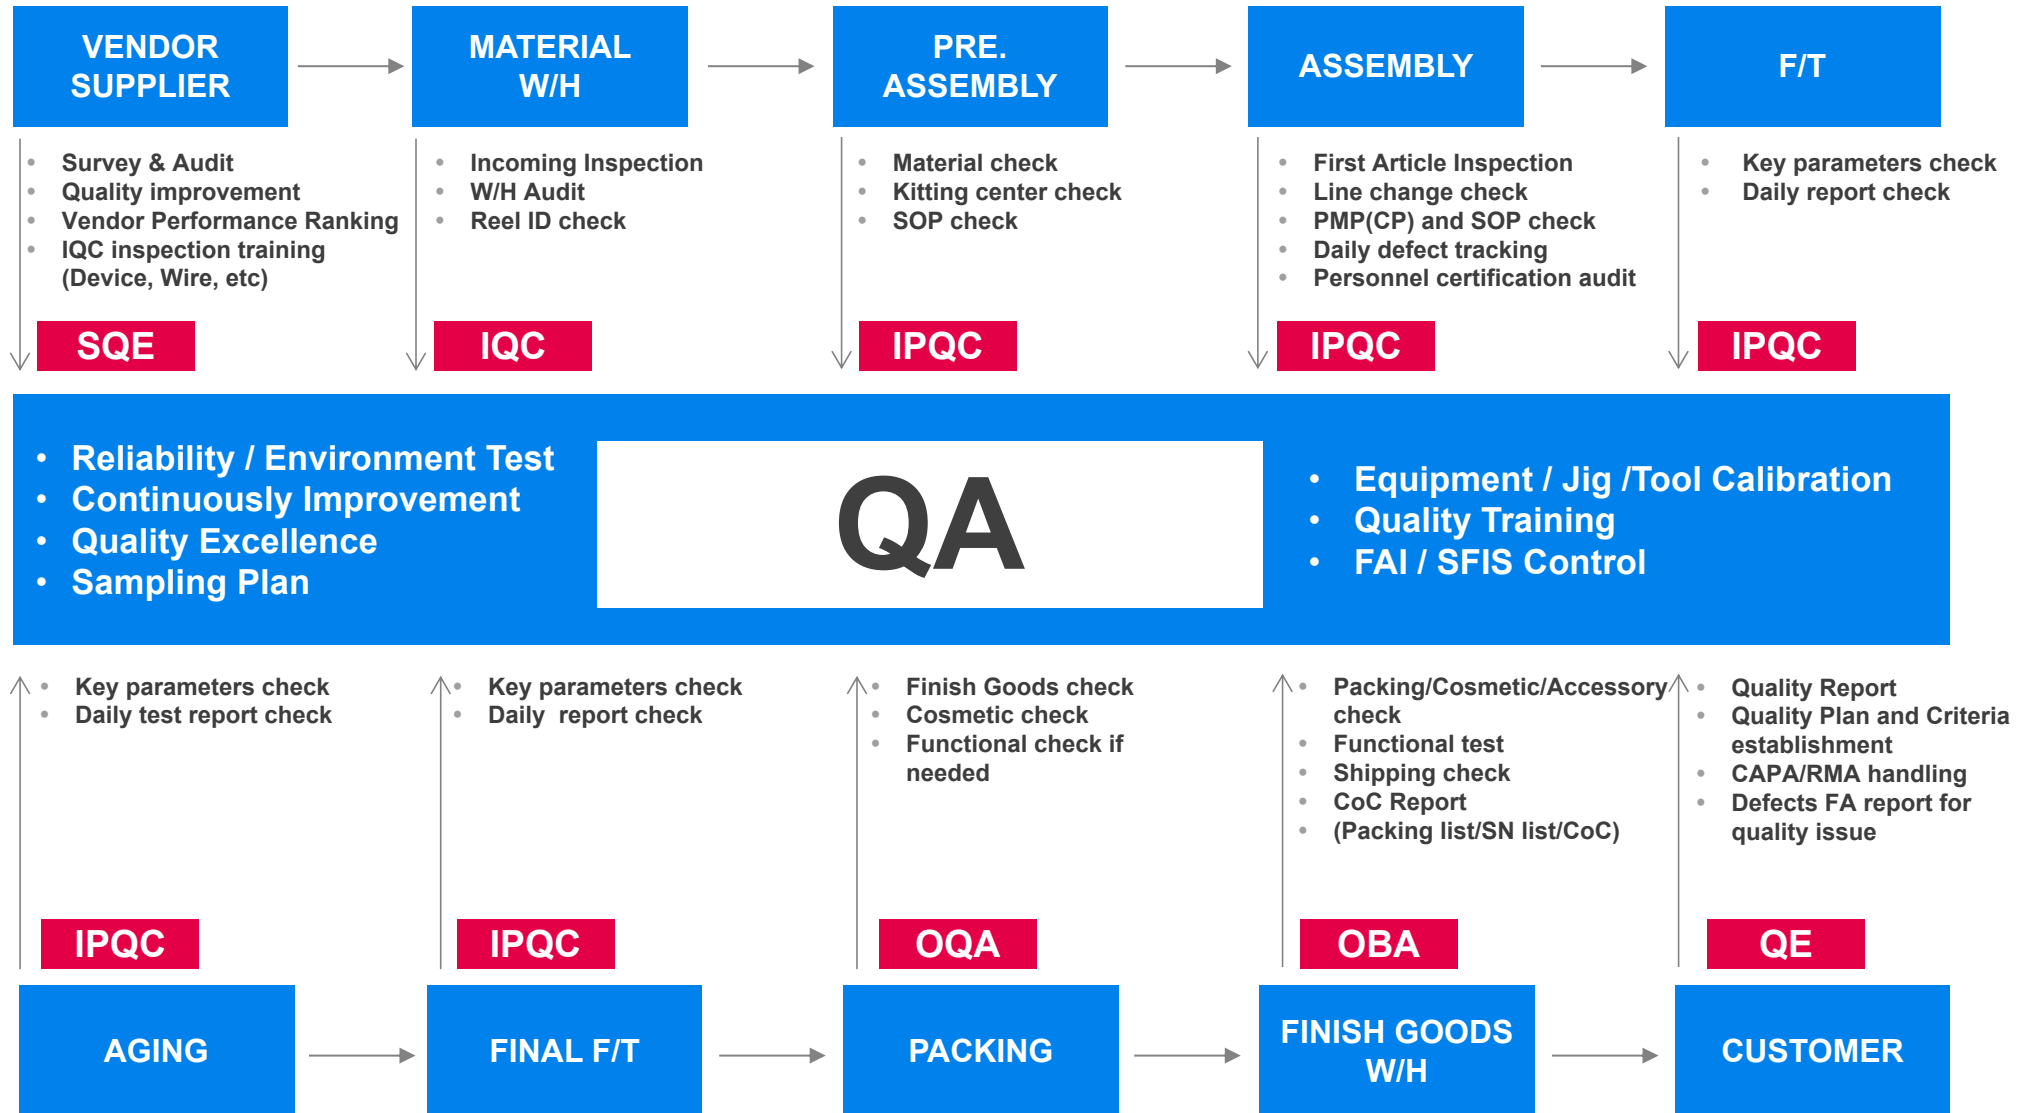 VENDOR
SUPPLIER
MATERIAL
W/H
PRE.
ASSEMBLY
ASSEMBLY
F/T
• Survey & Audit
• Quality improvement
• Vendor Performance Ranking
• IQC inspection training
(Device, Wire, etc)
SQE
• Incoming Inspection
• W/H Audit
• Reel ID check
IQC
• Material check
• Kitting center check
• SOP check
IPQC
• First Article Inspection
• Line change check
• PMP(CP) and SOP check
• Daily defect tracking
• Personnel certification audit
IPQC
• Key parameters check
• Daily report check
IPQC
• Reliability / Environment Test
• Continuously Improvement
• Quality Excellence
• Sampling Plan
QA
• Equipment / Jig /Tool Calibration
• Quality Training
• FAI / SFIS Control
• Key parameters check
• Daily test report check
IPQC
• Key parameters check
• Daily  report check
IPQC
• Finish Goods check
• Cosmetic check
• Functional check if
needed
OQA
• Packing/Cosmetic/Accessory
check
• Functional test
• Shipping check
• CoC Report
• (Packing list/SN list/CoC)
OBA
• Quality Report
• Quality Plan and Criteria
establishment
• CAPA/RMA handling
• Defects FA report for
quality issue
QE
AGING
FINAL F/T
PACKING
FINISH GOODS
W/H
CUSTOMER